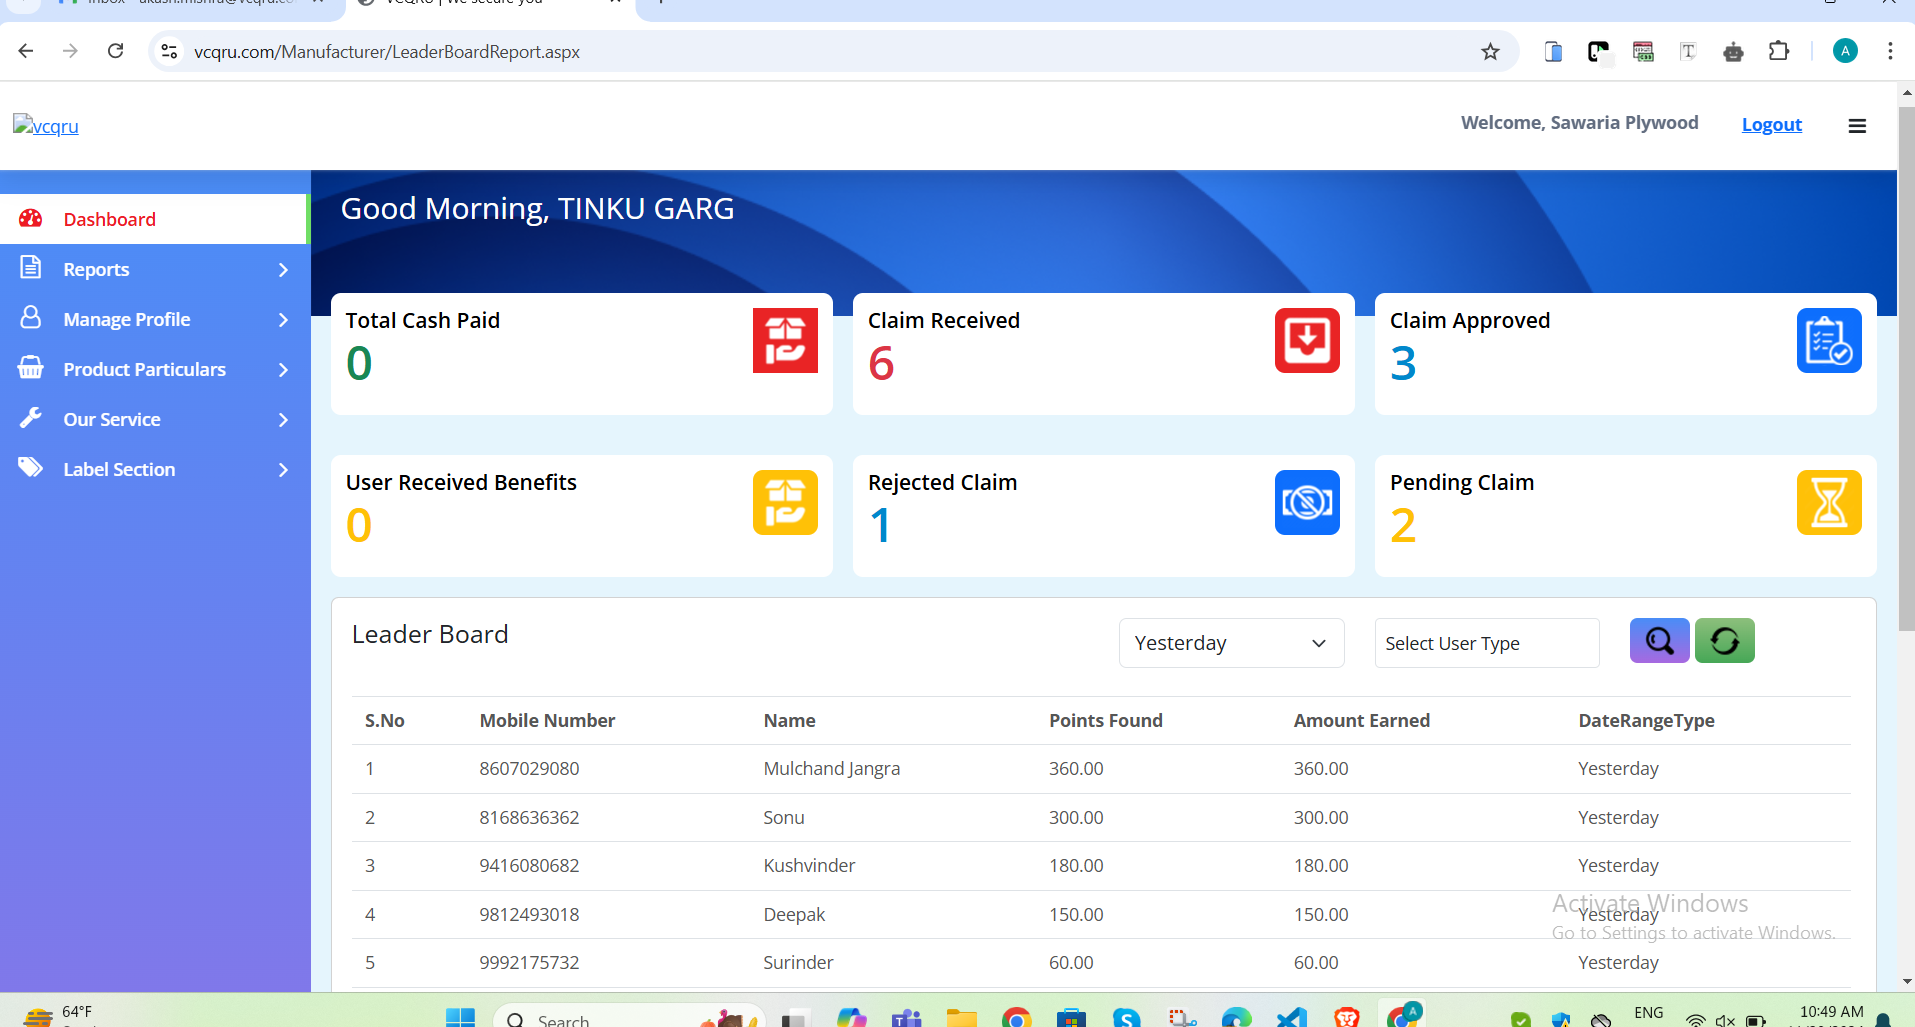 vcqru.com/Manufacturer/LeaderBoardReport.aspx
A
vcqru
Welcome, Sawaria Plywood
Logout
Dashboard
Reports
Manage Profile
Product Particulars
Our Service
Label Section
Good Morning, TINKU GARG
Total Cash Paid
0
Claim Received
6
Claim Approved
3
User Received Benefits
0
Rejected Claim
1
Pending Claim
2
Leader Board
Yesterday
Select User Type
S.No Mobile Number Name Points Found Amount Earned DateRangeType
1 8607029080 Mulchand Jangra 360.00 360.00 Yesterday
2 8168636362 Sonu 300.00 300.00 Yesterday
3 9416080682 Kushvinder 180.00 180.00 Yesterday
4 9812493018 Deepak 150.00 150.00 Yesterday
5 9992175732 Surinder 60.00 60.00 Yesterday
Activate Windows
Go to Settings to activate Windows.
64°F
Search
ENG
10:49 AM